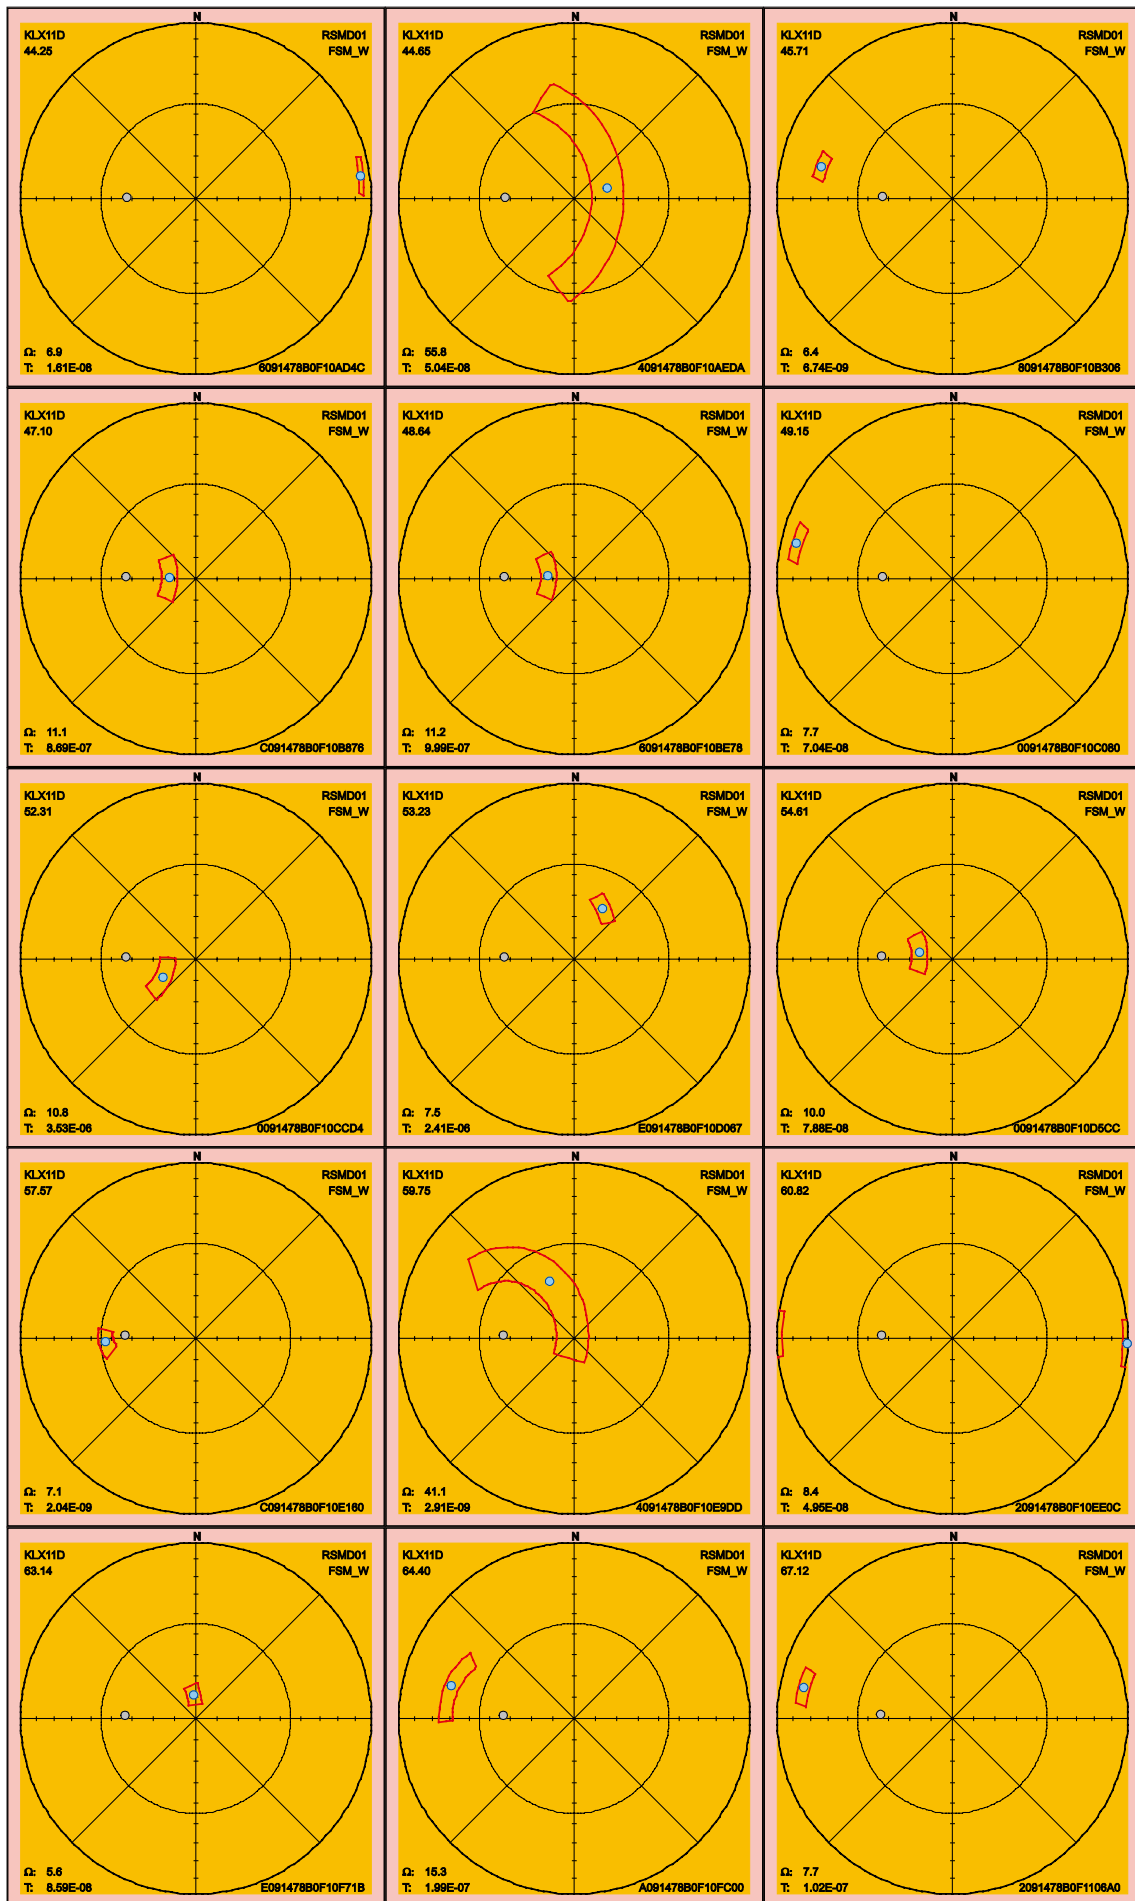 N N N
KLX11D RSMD01 KLX11D RSMD01 KLX11D RSMD01
44.25 FSM_W 44.65 FSM_W 45.71 FSM_W
Ω: 6.9 Ω: 55.8 Ω: 6.4
T: 1.61E-08 6091478B0F10AD4C T: 5.04E-08 4091478B0F10AEDA T: 6.74E-09 8091478B0F10B306
N N N
KLX11D RSMD01 KLX11D RSMD01 KLX11D RSMD01
47.10 FSM_W 48.64 FSM_W 49.15 FSM_W
Ω: 11.1 Ω: 11.2 Ω: 7.7
T: 8.69E-07 C091478B0F10B876 T: 9.99E-07 6091478B0F10BE78 T: 7.04E-08 0091478B0F10C080
N N N
KLX11D RSMD01 KLX11D RSMD01 KLX11D RSMD01
52.31 FSM_W 53.23 FSM_W 54.61 FSM_W
Ω: 10.8 Ω: 7.5 Ω: 10.0
T: 3.53E-06 0091478B0F10CCD4 T: 2.41E-06 E091478B0F10D067 T: 7.88E-08 0091478B0F10D5CC
N N N
KLX11D RSMD01 KLX11D RSMD01 KLX11D RSMD01
57.57 FSM_W 59.75 FSM_W 60.82 FSM_W
Ω: 7.1 Ω: 41.1 Ω: 8.4
T: 2.04E-09 C091478B0F10E160 T: 2.91E-09 4091478B0F10E9DD T: 4.95E-08 2091478B0F10EE0C
N N N
KLX11D RSMD01 KLX11D RSMD01 KLX11D RSMD01
63.14 FSM_W 64.40 FSM_W 67.12 FSM_W
Ω: 5.6 Ω: 15.3 Ω: 7.7
T: 8.59E-08 E091478B0F10F71B T: 1.99E-07 A091478B0F10FC00 T: 1.02E-07 2091478B0F1106A0